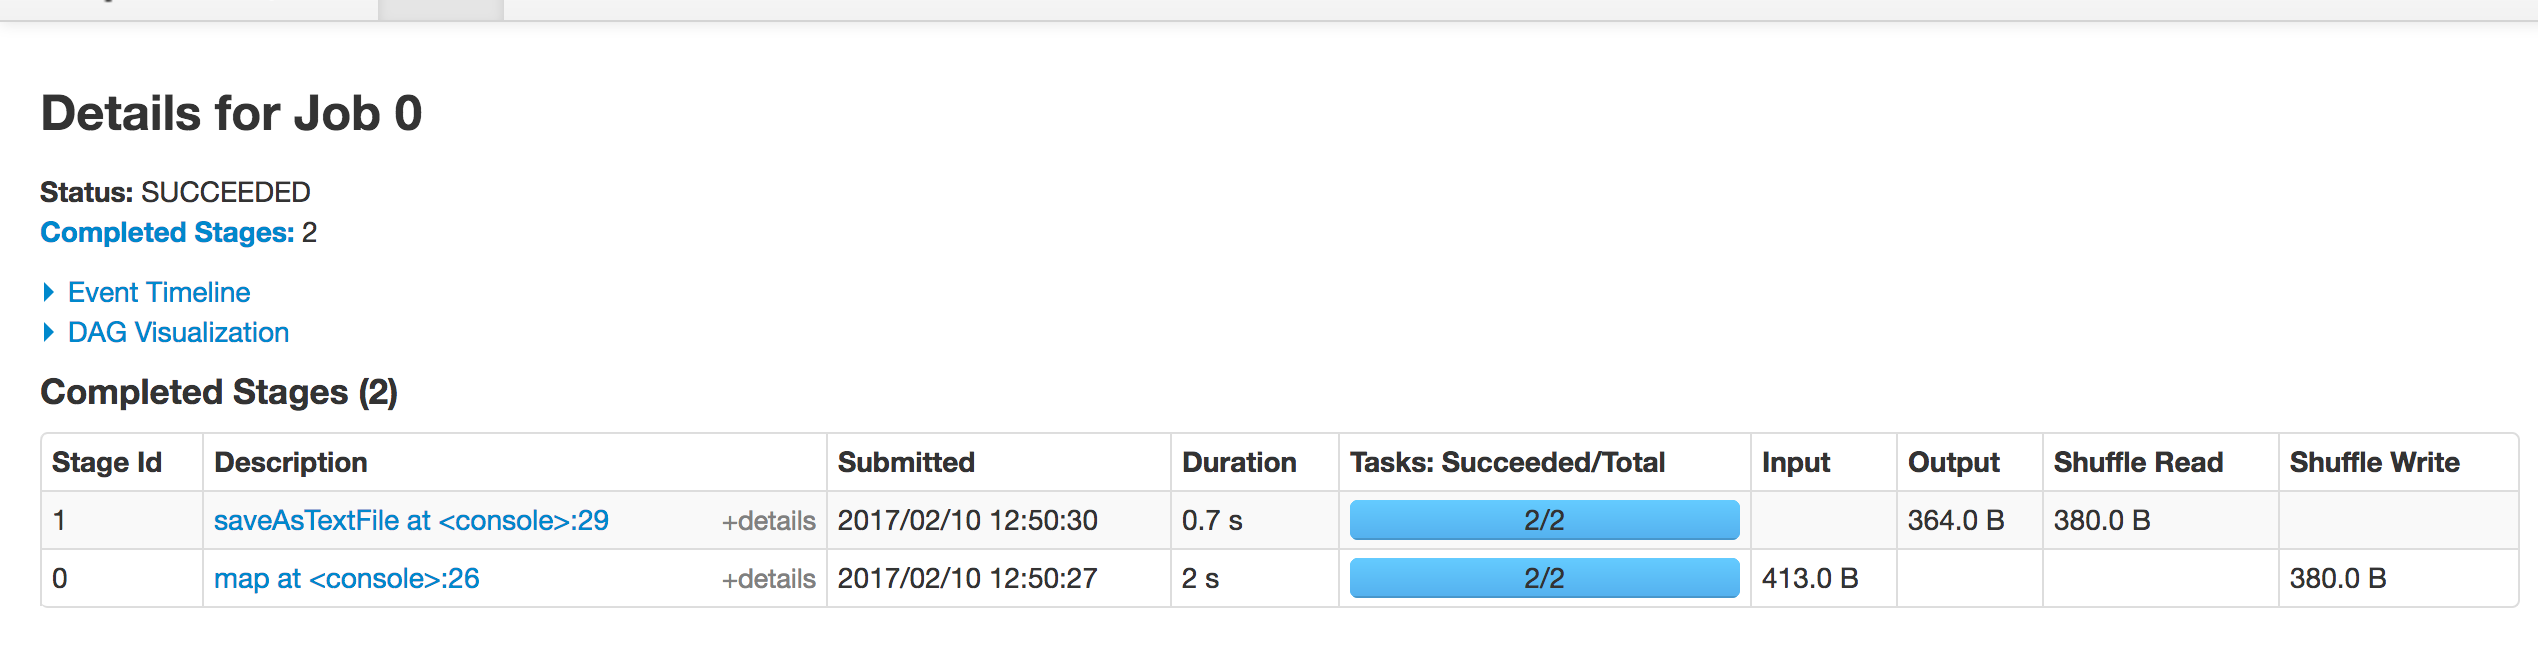 Details for Job 0
Status: SUCCEEDED
Completed Stages: 2
Event Timeline
DAG Visualization
Completed Stages (2)
Stage Id Description Submitted Duration Tasks: Succeeded/Total Input Output Shuffle Read Shuffle Write
1 saveAsTextFile at <console>:29 +details 2017/02/10 12:50:30 0.7 s 2/2 364.0 B 380.0 B
0 map at <console>:26 +details 2017/02/10 12:50:27 2 s 2/2 413.0 B 380.0 B